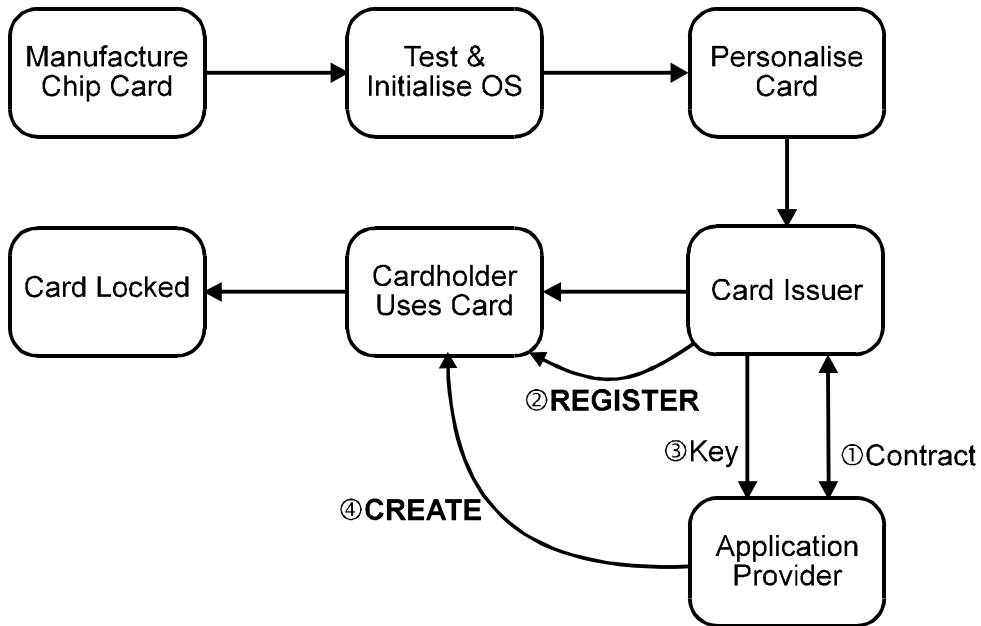 Manufacture
Chip Card
Test &
Initialise OS
Personalise
Card
Card Locked
Cardholder
Uses Card
Card Issuer
②REGISTER
③Key
①Contract
④CREATE
Application
Provider